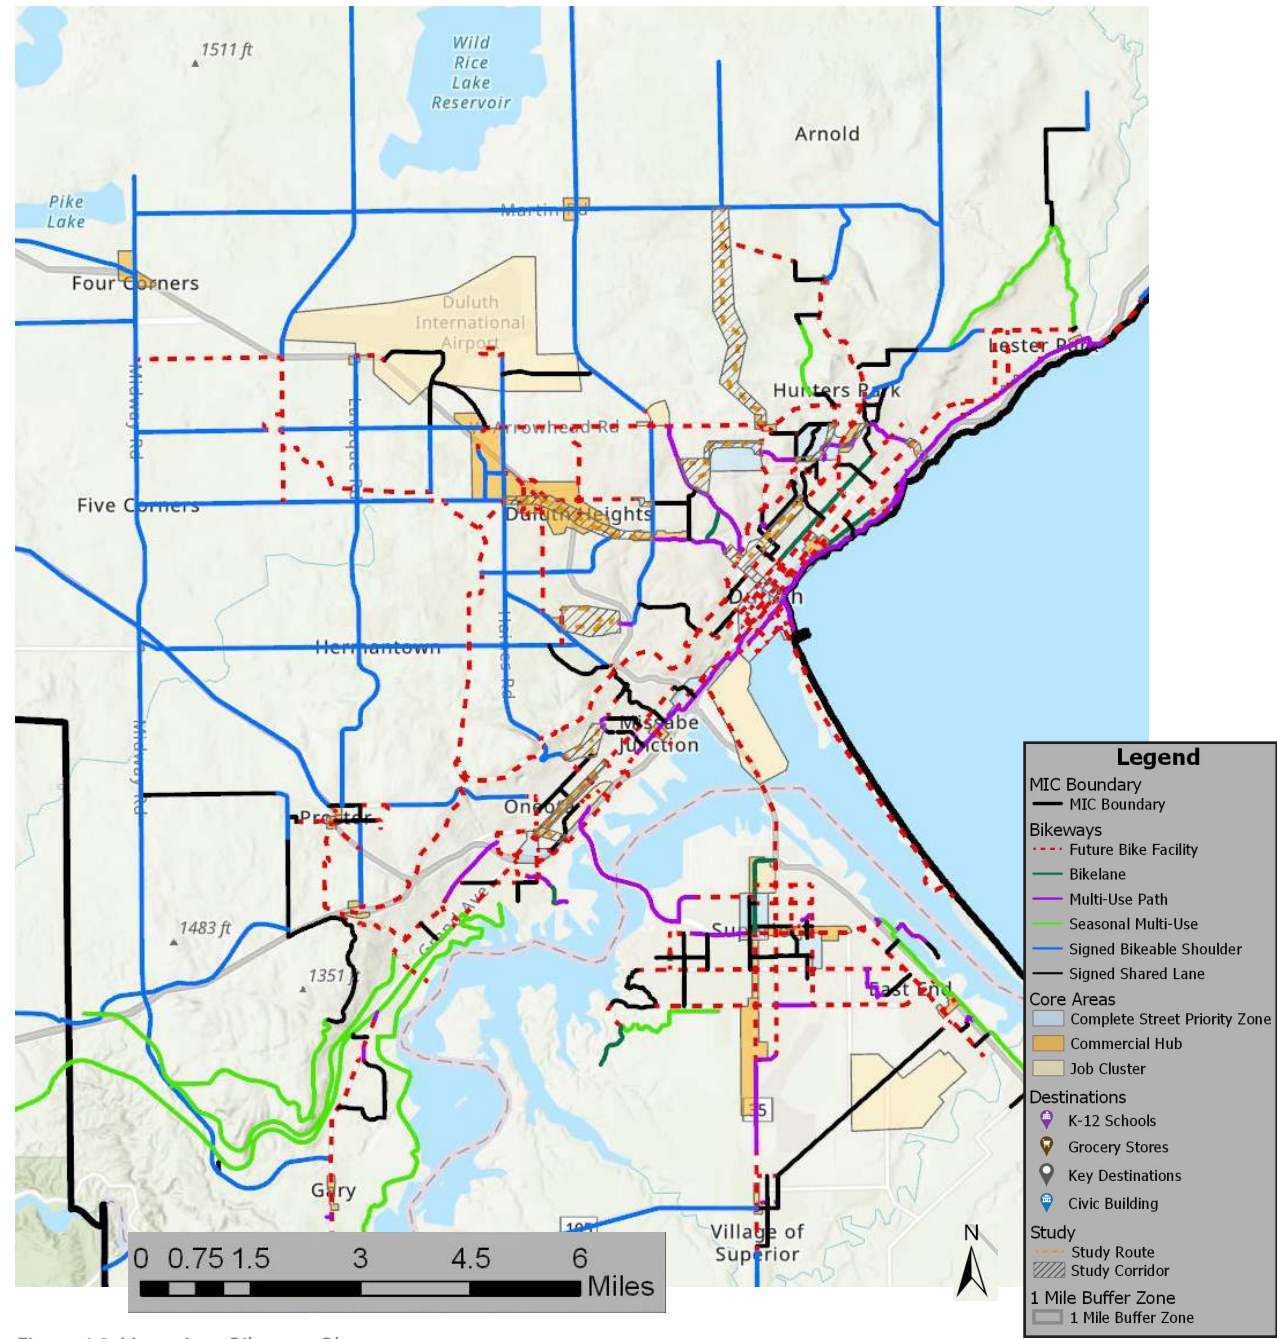 1511 ft
Wild
Rice
Lake
Reservoir
Arnold
Pike
Lake
Martin Rd
Four Corners
Duluth
International
Airport
Lester Park
Midway Rd
Lavaque Rd
Hunters Park
Arrowhead Rd
Five Corners
Duluth Heights
Duluth
Hermantown
Haines Rd
Missabe
Junction
Midway Rd
Oneota
Proctor
1483 ft
Grand Ave
1351 ft
Superior
East End
35
Gary
105
Village of
Superior
N
0 0.75 1.5 3 4.5 6
Miles
Legend
MIC Boundary
MIC Boundary
Bikeways
Future Bike Facility
Bikelane
Multi-Use Path
Seasonal Multi-Use
Signed Bikeable Shoulder
Signed Shared Lane
Core Areas
Complete Street Priority Zone
Commercial Hub
Job Cluster
Destinations
K-12 Schools
Grocery Stores
Key Destinations
Civic Building
Study
Study Route
Study Corridor
1 Mile Buffer Zone
1 Mile Buffer Zone